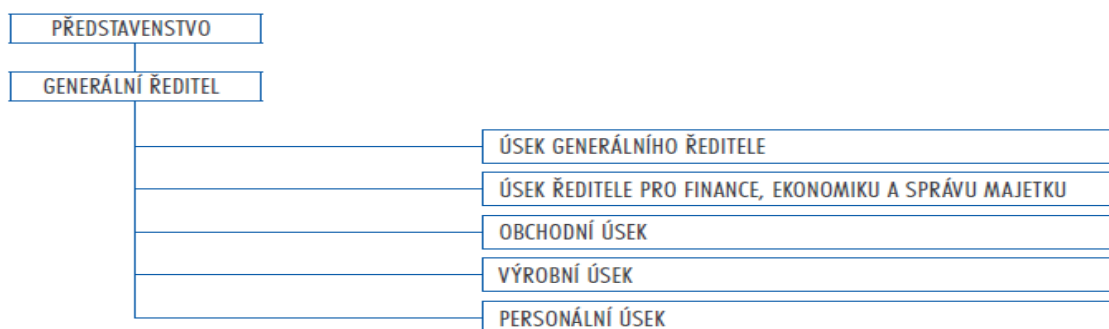 PŘEDSTAVENSTVO
GENERÁLNÍ ŘEDITEL
ÚSEK GENERÁLNÍHO ŘEDITELE
ÚSEK ŘEDITELE PRO FINANCE, EKONOMIKU A SPRÁVU MAJETKU
OBCHODNÍ ÚSEK
VÝROBNÍ ÚSEK
PERSONÁLNÍ ÚSEK